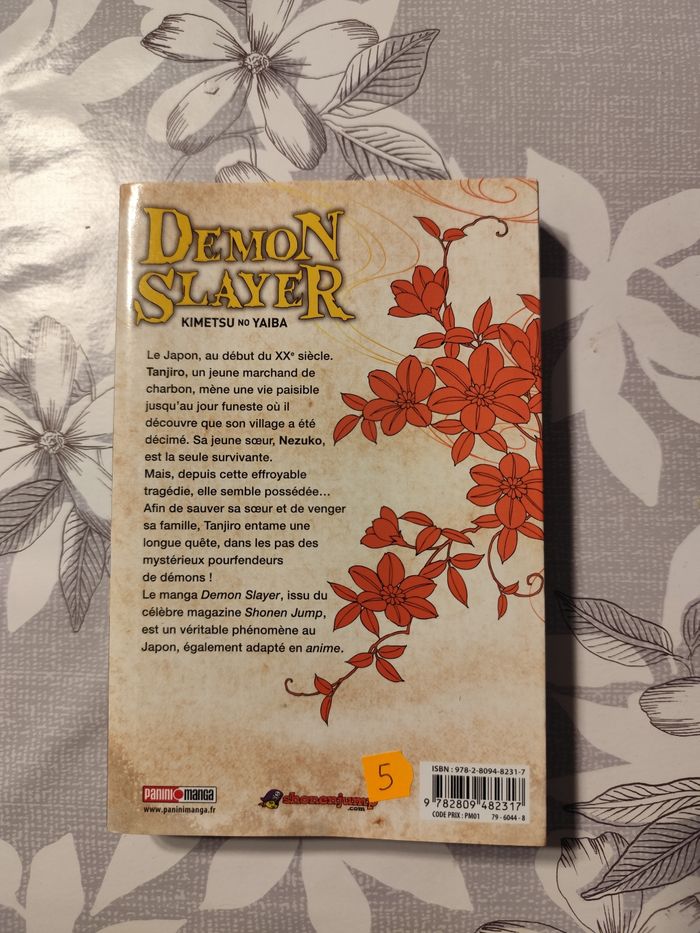 DEMON
SLAYER
KIMETSU NO YAIBA
Le Japon, au début du XXe siècle.
Tanjiro, un jeune marchand de
charbon, mène une vie paisible
jusqu'au jour funeste où il
découvre que son village a été
décimé. Sa jeune sœur, Nezuko,
est la seule survivante.
Mais, depuis cette effroyable
tragédie, elle semble possédée...
Afin de sauver sa sœur et de venger
sa famille, Tanjiro entame une
longue quête, dans les pas des
mystérieux pourfendeurs
de démons !
Le manga Demon Slayer, issu du
célèbre magazine Shonen Jump,
est un véritable phénomène au
Japon, également adapté en anime.
PANINI MANGA
www.paninimanga.fr
shonenjump
.com
5
ISBN : 978-2-8094-8231-7
9 782809 482317
CODE PRIX : PM01 79 - 6044 - 8